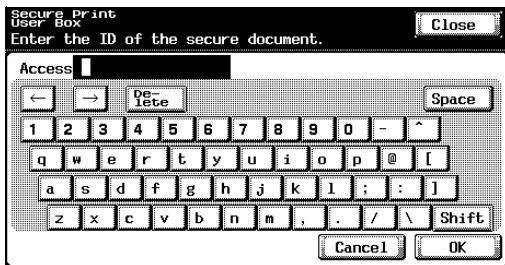 Secure Print
User Box
Close
Enter the ID of the secure document.
Access
← → De-lete Space
1 2 3 4 5 6 7 8 9 0 - ^
q w e r t y u i o p @ [
a s d f g h j k l ; : ]
z x c v b n m , . / \ Shift
Cancel OK